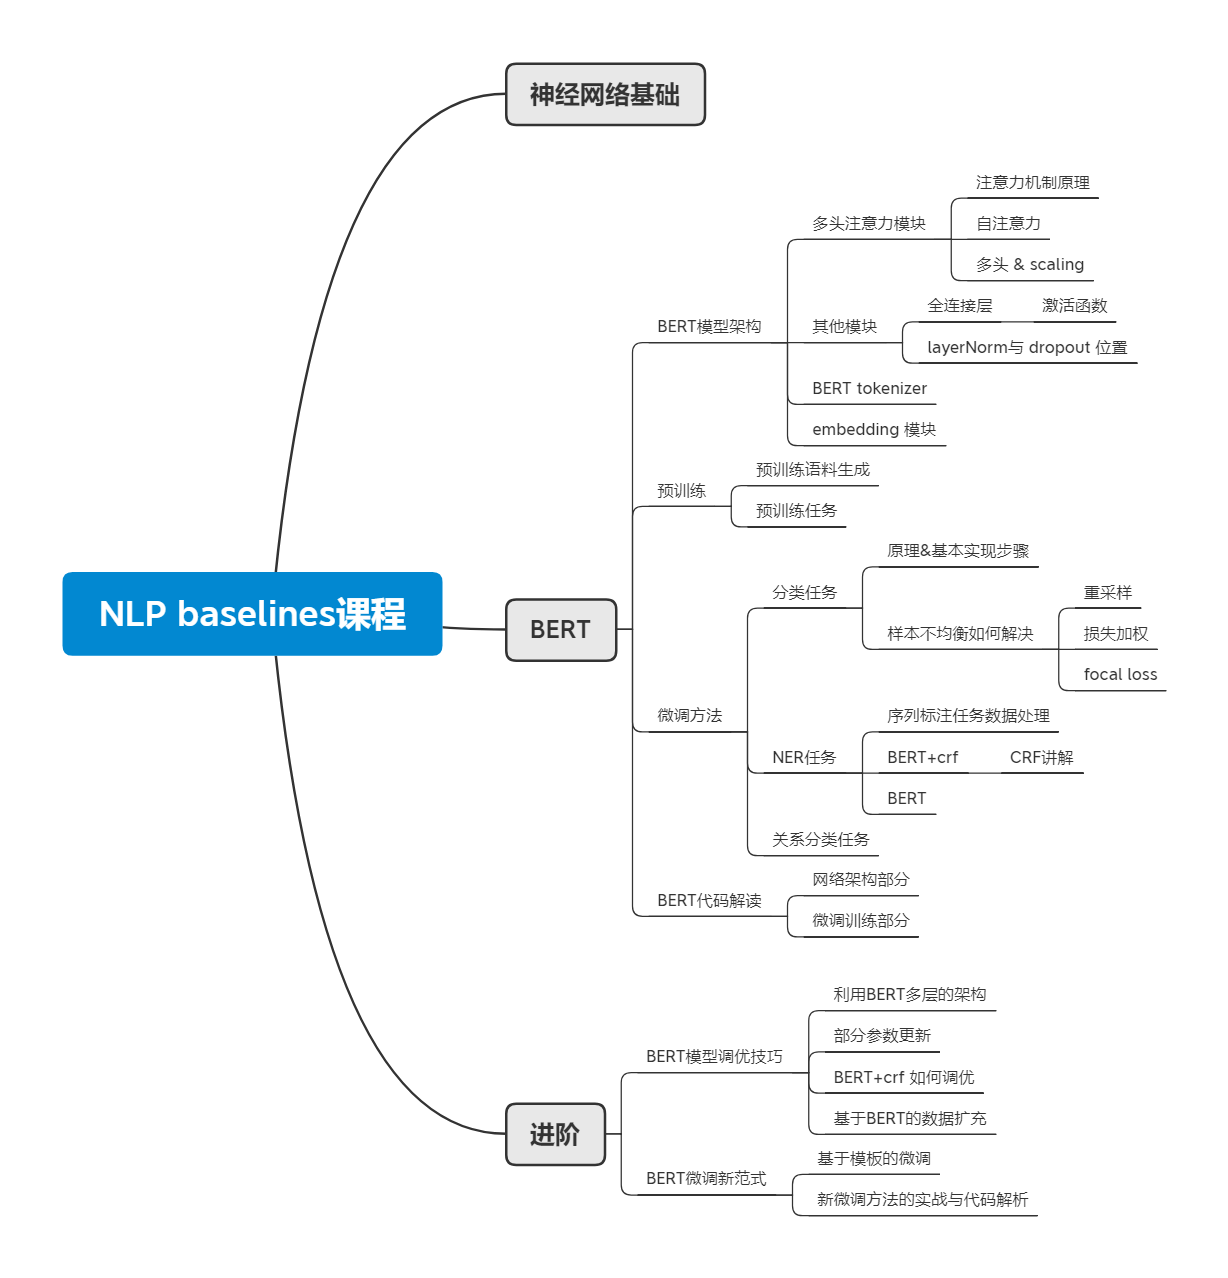 神经网络基础
注意力机制原理
多头注意力模块
自注意力
多头 & scaling
全连接层
激活函数
BERT模型架构
其他模块
layerNorm与 dropout 位置
BERT tokenizer
embedding 模块
预训练语料生成
预训练
预训练任务
原理&基本实现步骤
分类任务
重采样
NLP baselines课程
BERT
样本不均衡如何解决
损失加权
focal loss
微调方法
序列标注任务数据处理
NER任务
BERT+crf
CRF讲解
BERT
关系分类任务
网络架构部分
BERT代码解读
微调训练部分
利用BERT多层的架构
部分参数更新
BERT模型调优技巧
BERT+crf 如何调优
基于BERT的数据扩充
进阶
基于模板的微调
BERT微调新范式
新微调方法的实战与代码解析